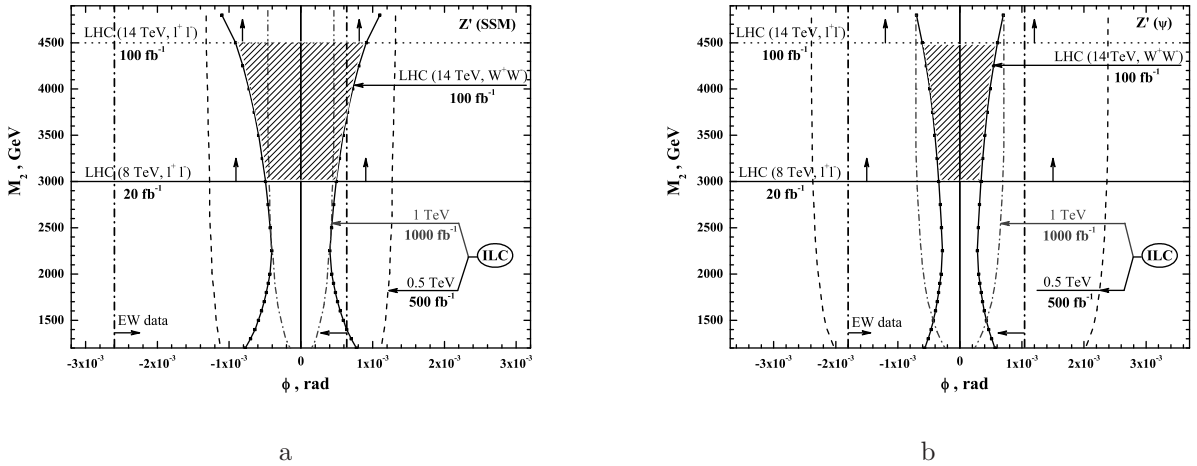 Z' (SSM)
LHC (14 TeV, l⁺l⁻)
100 fb⁻¹
LHC (14 TeV, W⁺W⁻)
100 fb⁻¹
LHC (8 TeV, l⁺l⁻)
20 fb⁻¹
1 TeV
1000 fb⁻¹
ILC
0.5 TeV
500 fb⁻¹
EW data
M₂ , GeV
4500
4000
3500
3000
2500
2000
1500
-3x10⁻³ -2x10⁻³ -1x10⁻³ 0 1x10⁻³ 2x10⁻³ 3x10⁻³
ϕ , rad
a
Z' (ψ)
LHC (14 TeV, l⁺l⁻)
100 fb⁻¹
LHC (14 TeV, W⁺W⁻)
100 fb⁻¹
LHC (8 TeV, l⁺l⁻)
20 fb⁻¹
1 TeV
1000 fb⁻¹
ILC
0.5 TeV
500 fb⁻¹
EW data
M₂ , GeV
4500
4000
3500
3000
2500
2000
1500
-3x10⁻³ -2x10⁻³ -1x10⁻³ 0 1x10⁻³ 2x10⁻³ 3x10⁻³
ϕ , rad
b